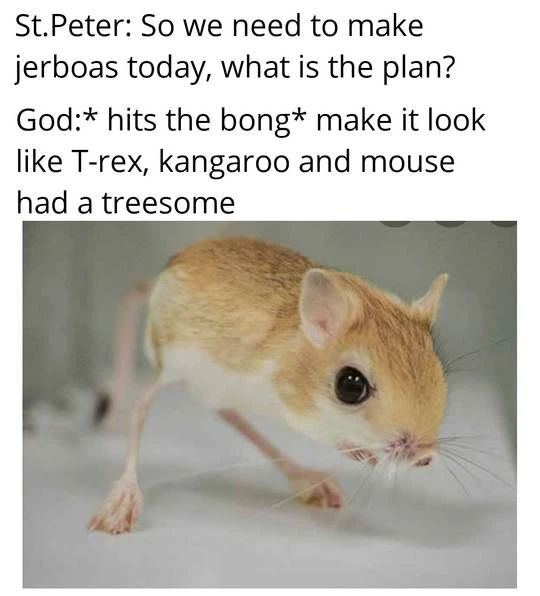 St.Peter: So we need to make
jerboas today, what is the plan?
God:* hits the bong* make it look
like T-rex, kangaroo and mouse
had a treesome